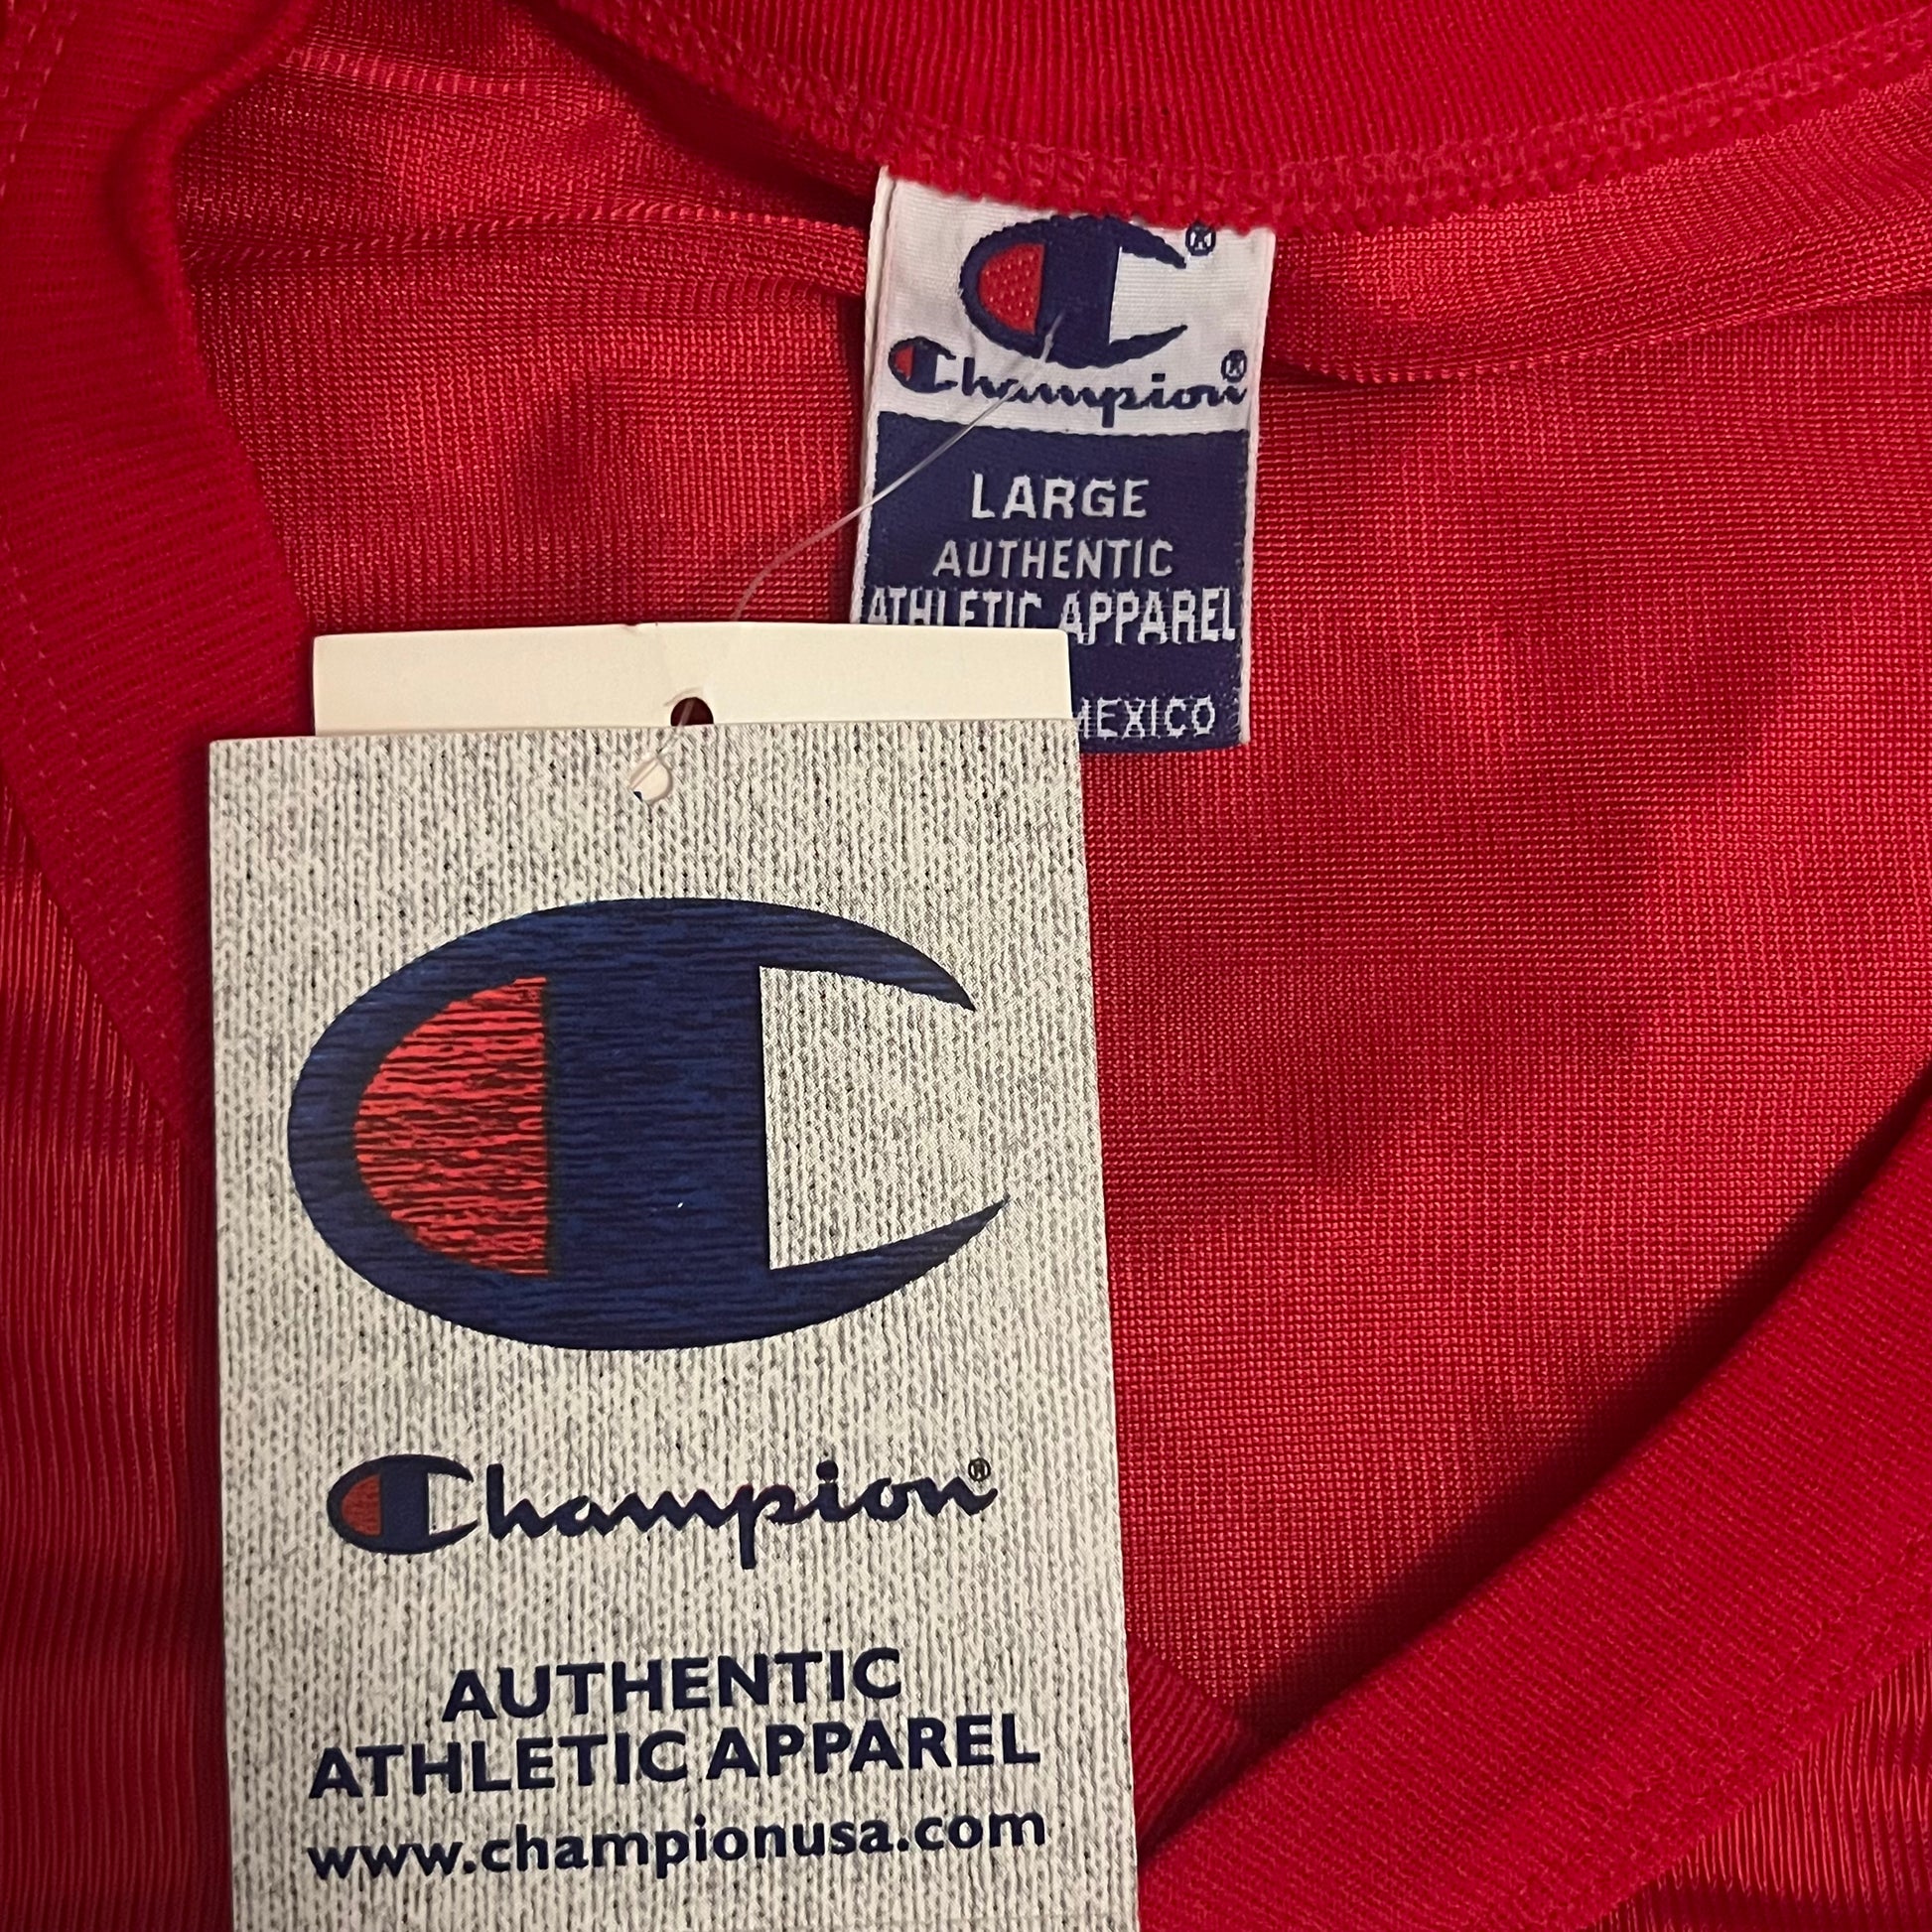 ®
Champion®
LARGE
AUTHENTIC
ATHLETIC APPAREL
MEXICO
Champion®
AUTHENTIC
ATHLETIC APPAREL
www.championusa.com